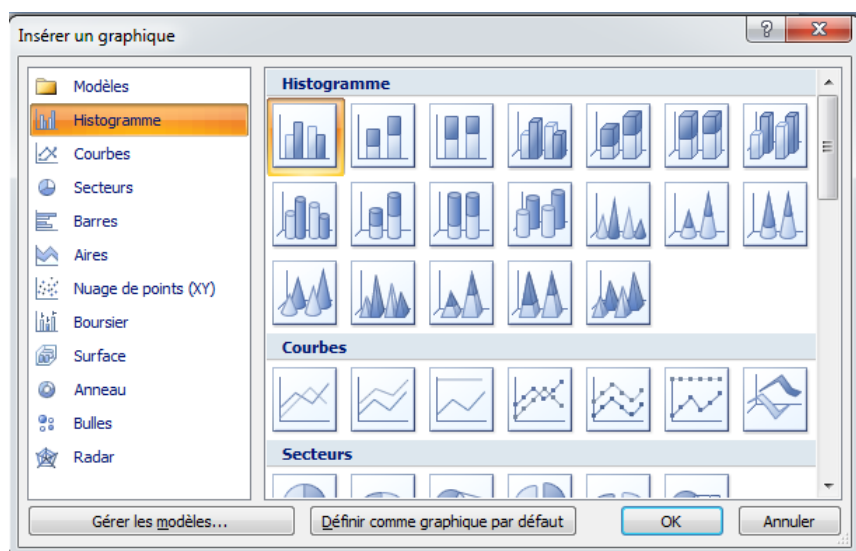 Insérer un graphique
Modèles
Histogramme
Courbes
Secteurs
Barres
Aires
Nuage de points (XY)
Boursier
Surface
Anneau
Bulles
Radar
Histogramme
Courbes
Secteurs
Gérer les modèles...
Définir comme graphique par défaut
OK
Annuler